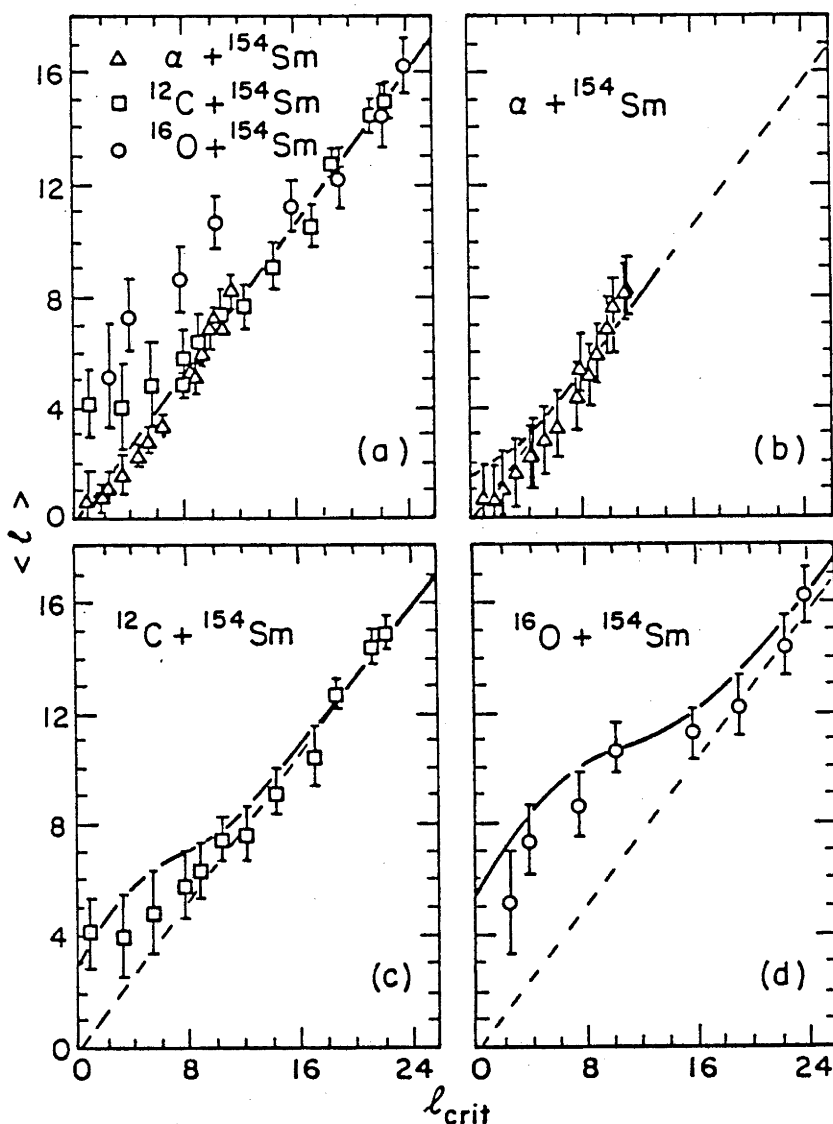 16
12
8
4
0
△ α + ¹⁵⁴Sm
□ ¹²C + ¹⁵⁴Sm
○ ¹⁶O + ¹⁵⁴Sm
(a)
α + ¹⁵⁴Sm
(b)
< ℓ >
16
12
8
4
0
¹²C + ¹⁵⁴Sm
(c)
0 8 16 24
¹⁶O + ¹⁵⁴Sm
(d)
0 8 16 24
ℓcrit